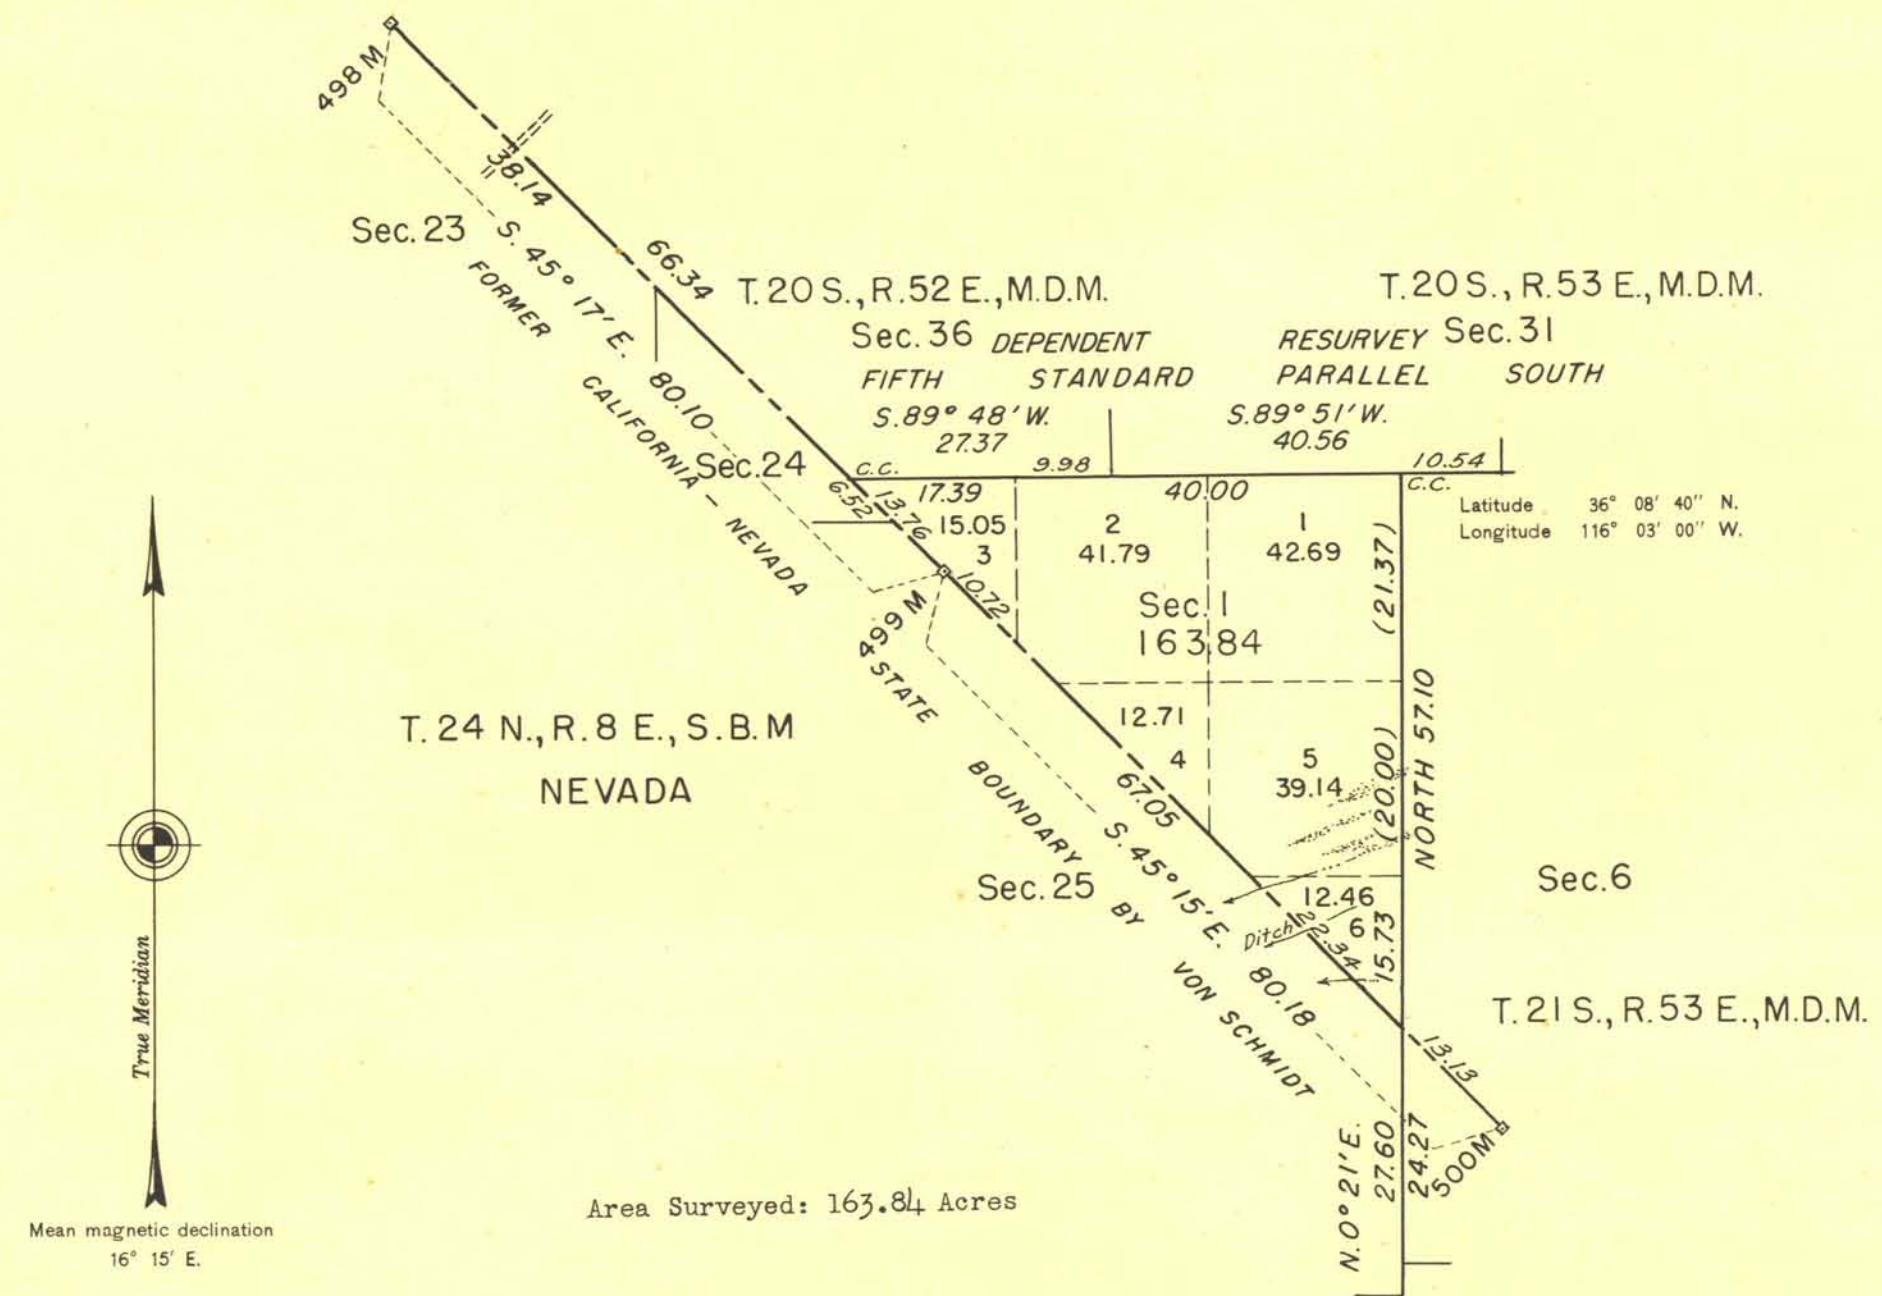 498 M
38.14
Sec. 23
S. 45° 17' E. 80.10
66.34
FORMER CALIFORNIA - NEVADA STATE BOUNDARY BY VON SCHMIDT
T. 20 S., R. 52 E., M.D.M.
T. 20 S., R. 53 E., M.D.M.
Sec. 36 DEPENDENT RESURVEY Sec. 31
FIFTH STANDARD PARALLEL SOUTH
S. 89° 48' W.
27.37
S. 89° 51' W.
40.56
Sec. 24
C.C.
9.98
10.54
6.52
13.76
17.39
40.00
C.C.
Latitude 36° 08' 40" N.
Longitude 116° 03' 00" W.
15.05
3
2
41.79
1
42.69
(21.37)
10.72
499 M
Sec. 1
163.84
NORTH 57.10
T. 24 N., R. 8 E., S.B.M
NEVADA
12.71
4
5
39.14
(20.00)
67.05
S. 45° 15' E. 80.18
Sec. 25
Sec. 6
12.46
6
Ditch
22.34
15.73
T. 21 S., R. 53 E., M.D.M.
13.13
N. 0° 21' E.
27.60
24.27
500 M
True Meridian
Area Surveyed: 163.84 Acres
Mean magnetic declination
16° 15' E.